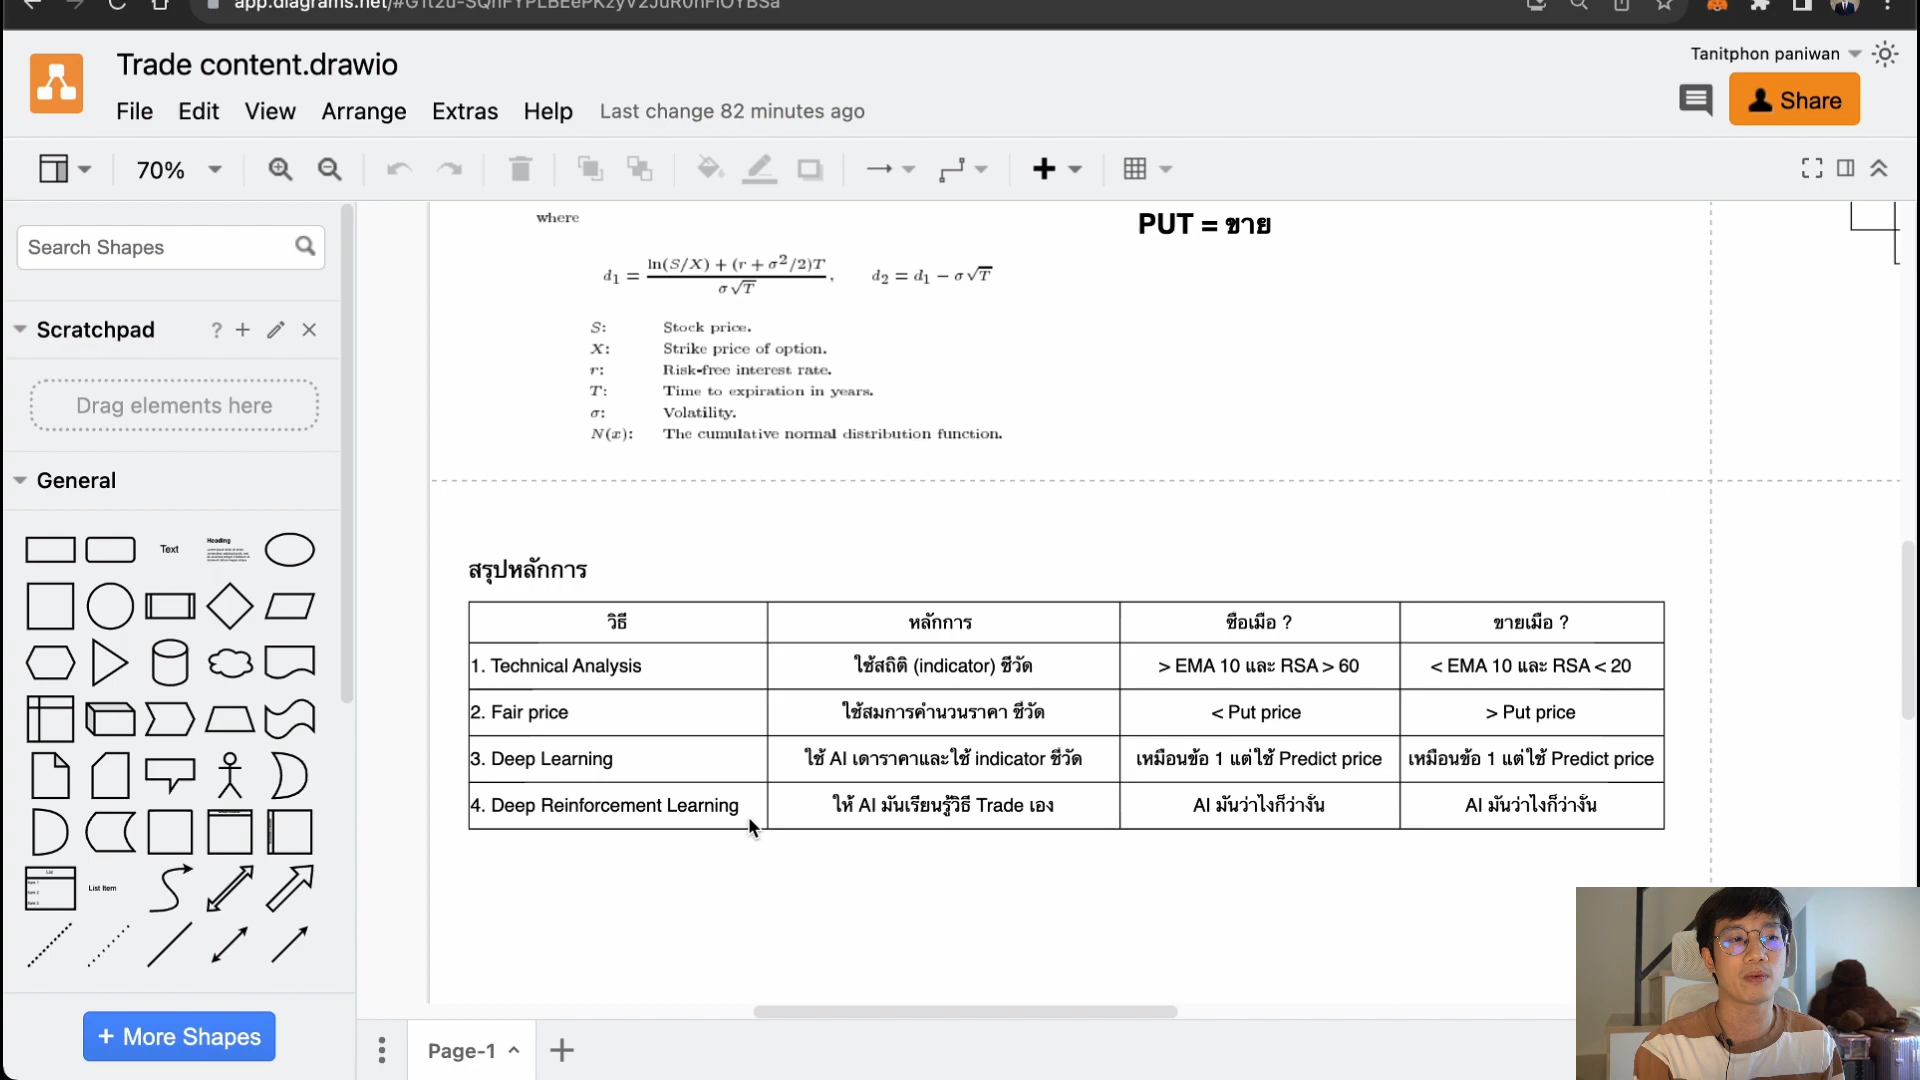 Trade content.drawio
Tanitphon paniwan
File Edit View Arrange Extras Help Last change 82 minutes ago
Share
70%
Search Shapes
Scratchpad
?
Drag elements here
General
Text
Heading
List Item
+ More Shapes
where
PUT = ขาย
d₁ = ln(S/X) + (r + σ²/2)T / σ√T, d₂ = d₁ − σ√T
S: Stock price.
X: Strike price of option.
r: Risk-free interest rate.
T: Time to expiration in years.
σ: Volatility.
N(x): The cumulative normal distribution function.
สรุปหลักการ
วิธี หลักการ ซือเมือ ? ขายเมือ ?
1. Technical Analysis ใช้สถิติ (indicator) ชีวัด > EMA 10 และ RSA > 60 < EMA 10 และ RSA < 20
2. Fair price ใช้สมการคำนวนราคา ชีวัด < Put price > Put price
3. Deep Learning ใช้ AI เดาราคาและใช้ indicator ชีวัด เหมือนข้อ 1 แต่ใช้ Predict price เหมือนข้อ 1 แต่ใช้ Predict price
4. Deep Reinforcement Learning ให้ AI มันเรียนรู้วิธี Trade เอง AI มันว่าไงก็ว่างั้น AI มันว่าไงก็ว่างั้น
Page-1